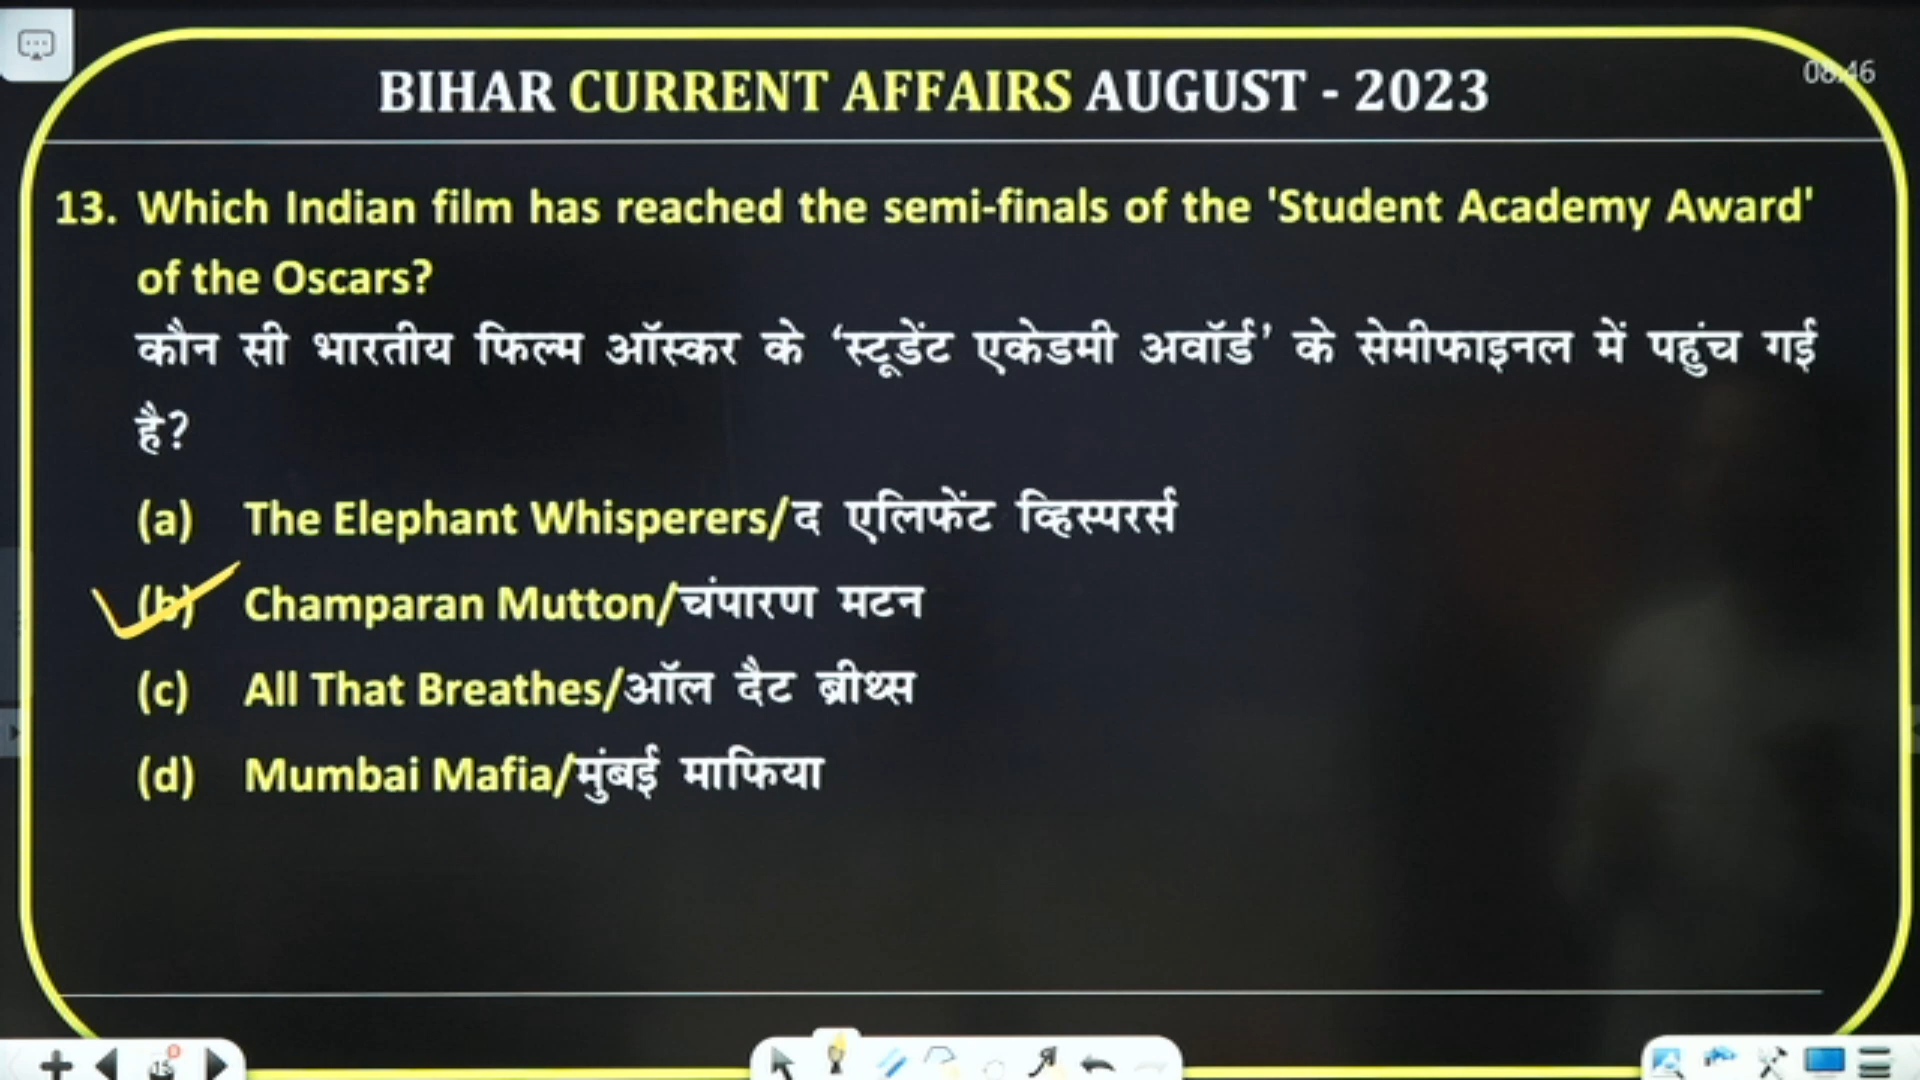 BIHAR CURRENT AFFAIRS AUGUST - 2023
08:46
13. Which Indian film has reached the semi-finals of the 'Student Academy Award'
of the Oscars?
कौन सी भारतीय फिल्म ऑस्कर के ‘स्टूडेंट एकेडमी अवॉर्ड’ के सेमीफाइनल में पहुंच गई
है?
(a) The Elephant Whisperers/द एलिफेंट व्हिस्परर्स
(b) Champaran Mutton/चंपारण मटन
(c) All That Breathes/ऑल दैट ब्रीथ्स
(d) Mumbai Mafia/मुंबई माफिया